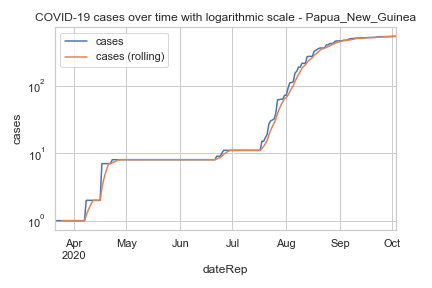 COVID-19 cases over time with logarithmic scale - Papua_New_Guinea
cases
cases (rolling)
10²
10¹
10⁰
cases
Apr
2020
May
Jun
Jul
Aug
Sep
Oct
dateRep